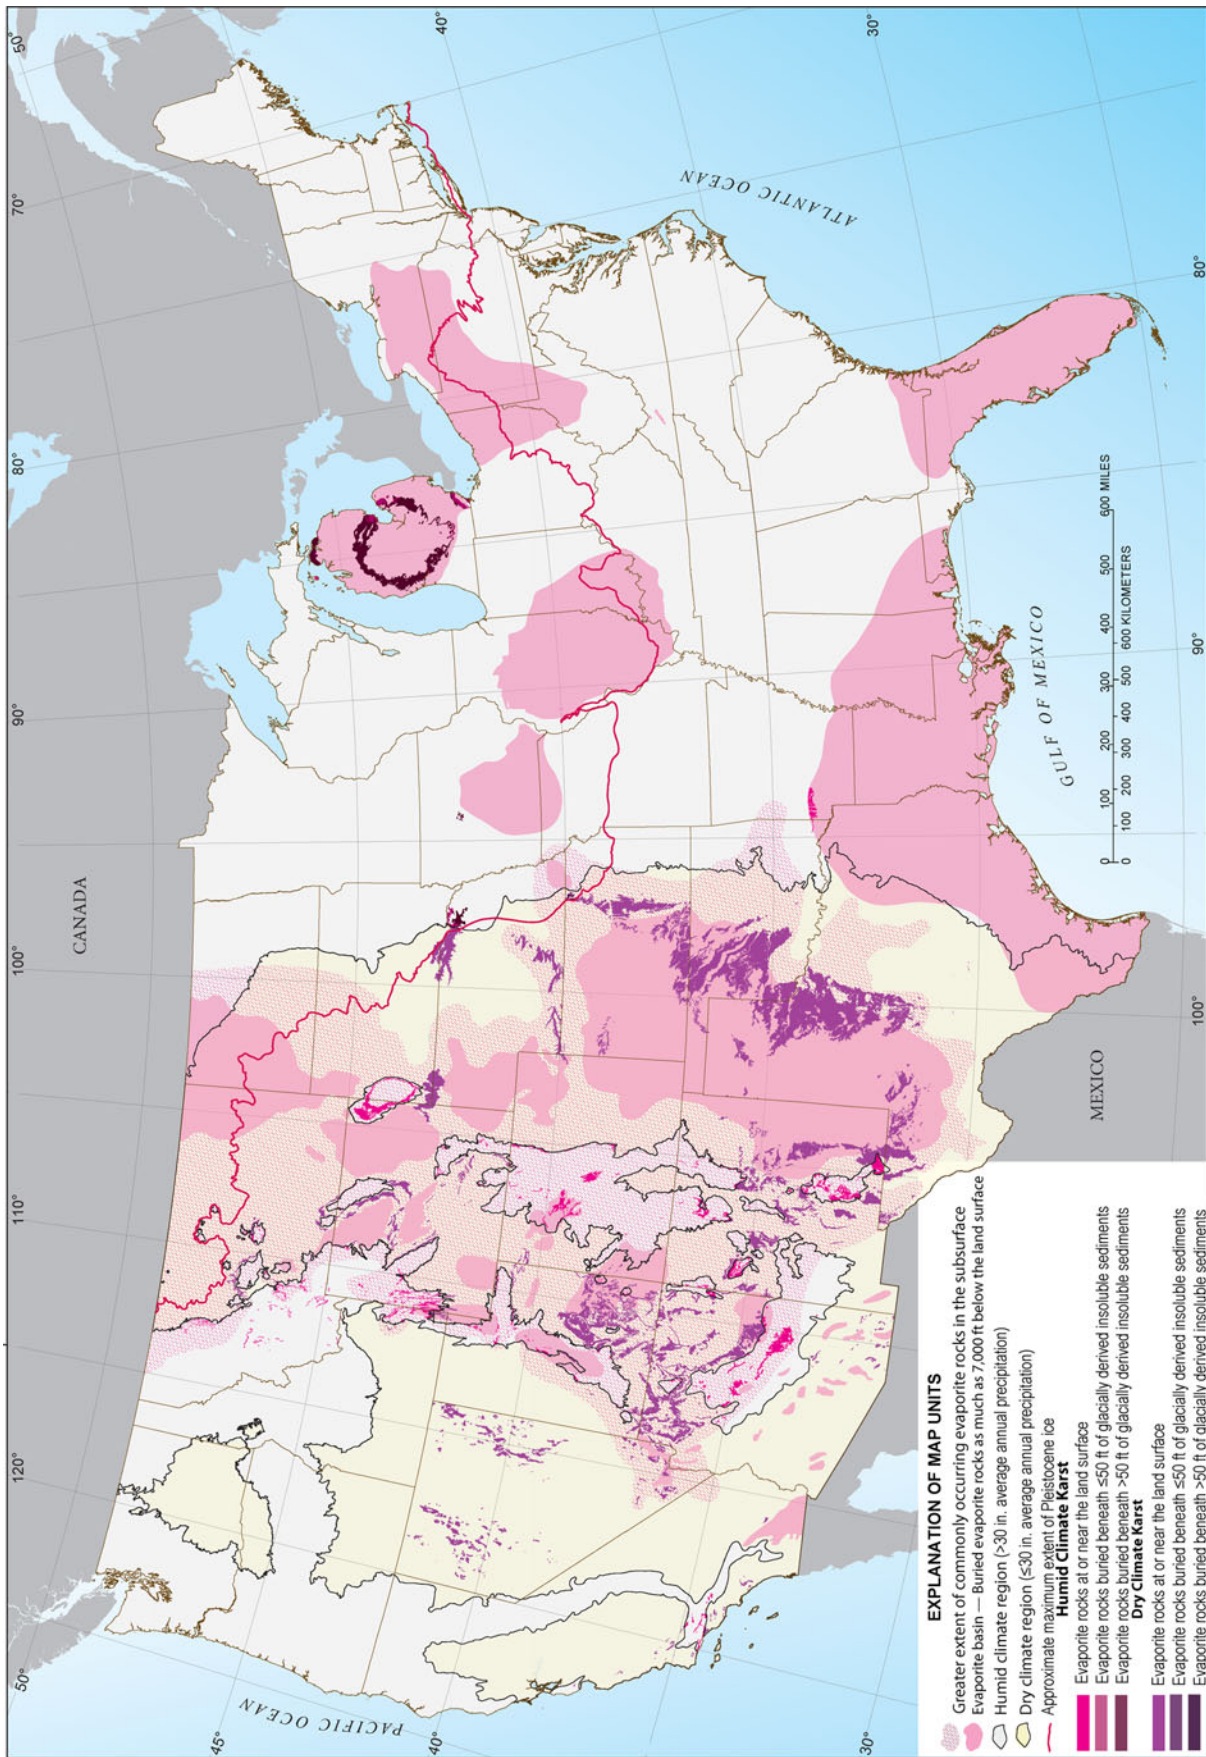 50°
70°
80°
90°
100°
110°
120°
50°
45°
40°
35°
30°
40°
30°
80°
90°
100°
CANADA
MEXICO
PACIFIC OCEAN
ATLANTIC OCEAN
GULF OF MEXICO
0 100 200 300 400 500 600 MILES
0 100 200 300 400 500 600 KILOMETERS
EXPLANATION OF MAP UNITS
Greater extent of commonly occurring evaporite rocks in the subsurface
Evaporite basin — Buried evaporite rocks as much as 7,000 ft below the land surface
Humid climate region (>30 in. average annual precipitation)
Dry climate region (≤30 in. average annual precipitation)
Approximate maximum extent of Pleistocene ice
Humid Climate Karst
Evaporite rocks at or near the land surface
Evaporite rocks buried beneath ≤50 ft of glacially derived insoluble sediments
Evaporite rocks buried beneath >50 ft of glacially derived insoluble sediments
Dry Climate Karst
Evaporite rocks at or near the land surface
Evaporite rocks buried beneath ≤50 ft of glacially derived insoluble sediments
Evaporite rocks buried beneath >50 ft of glacially derived insoluble sediments